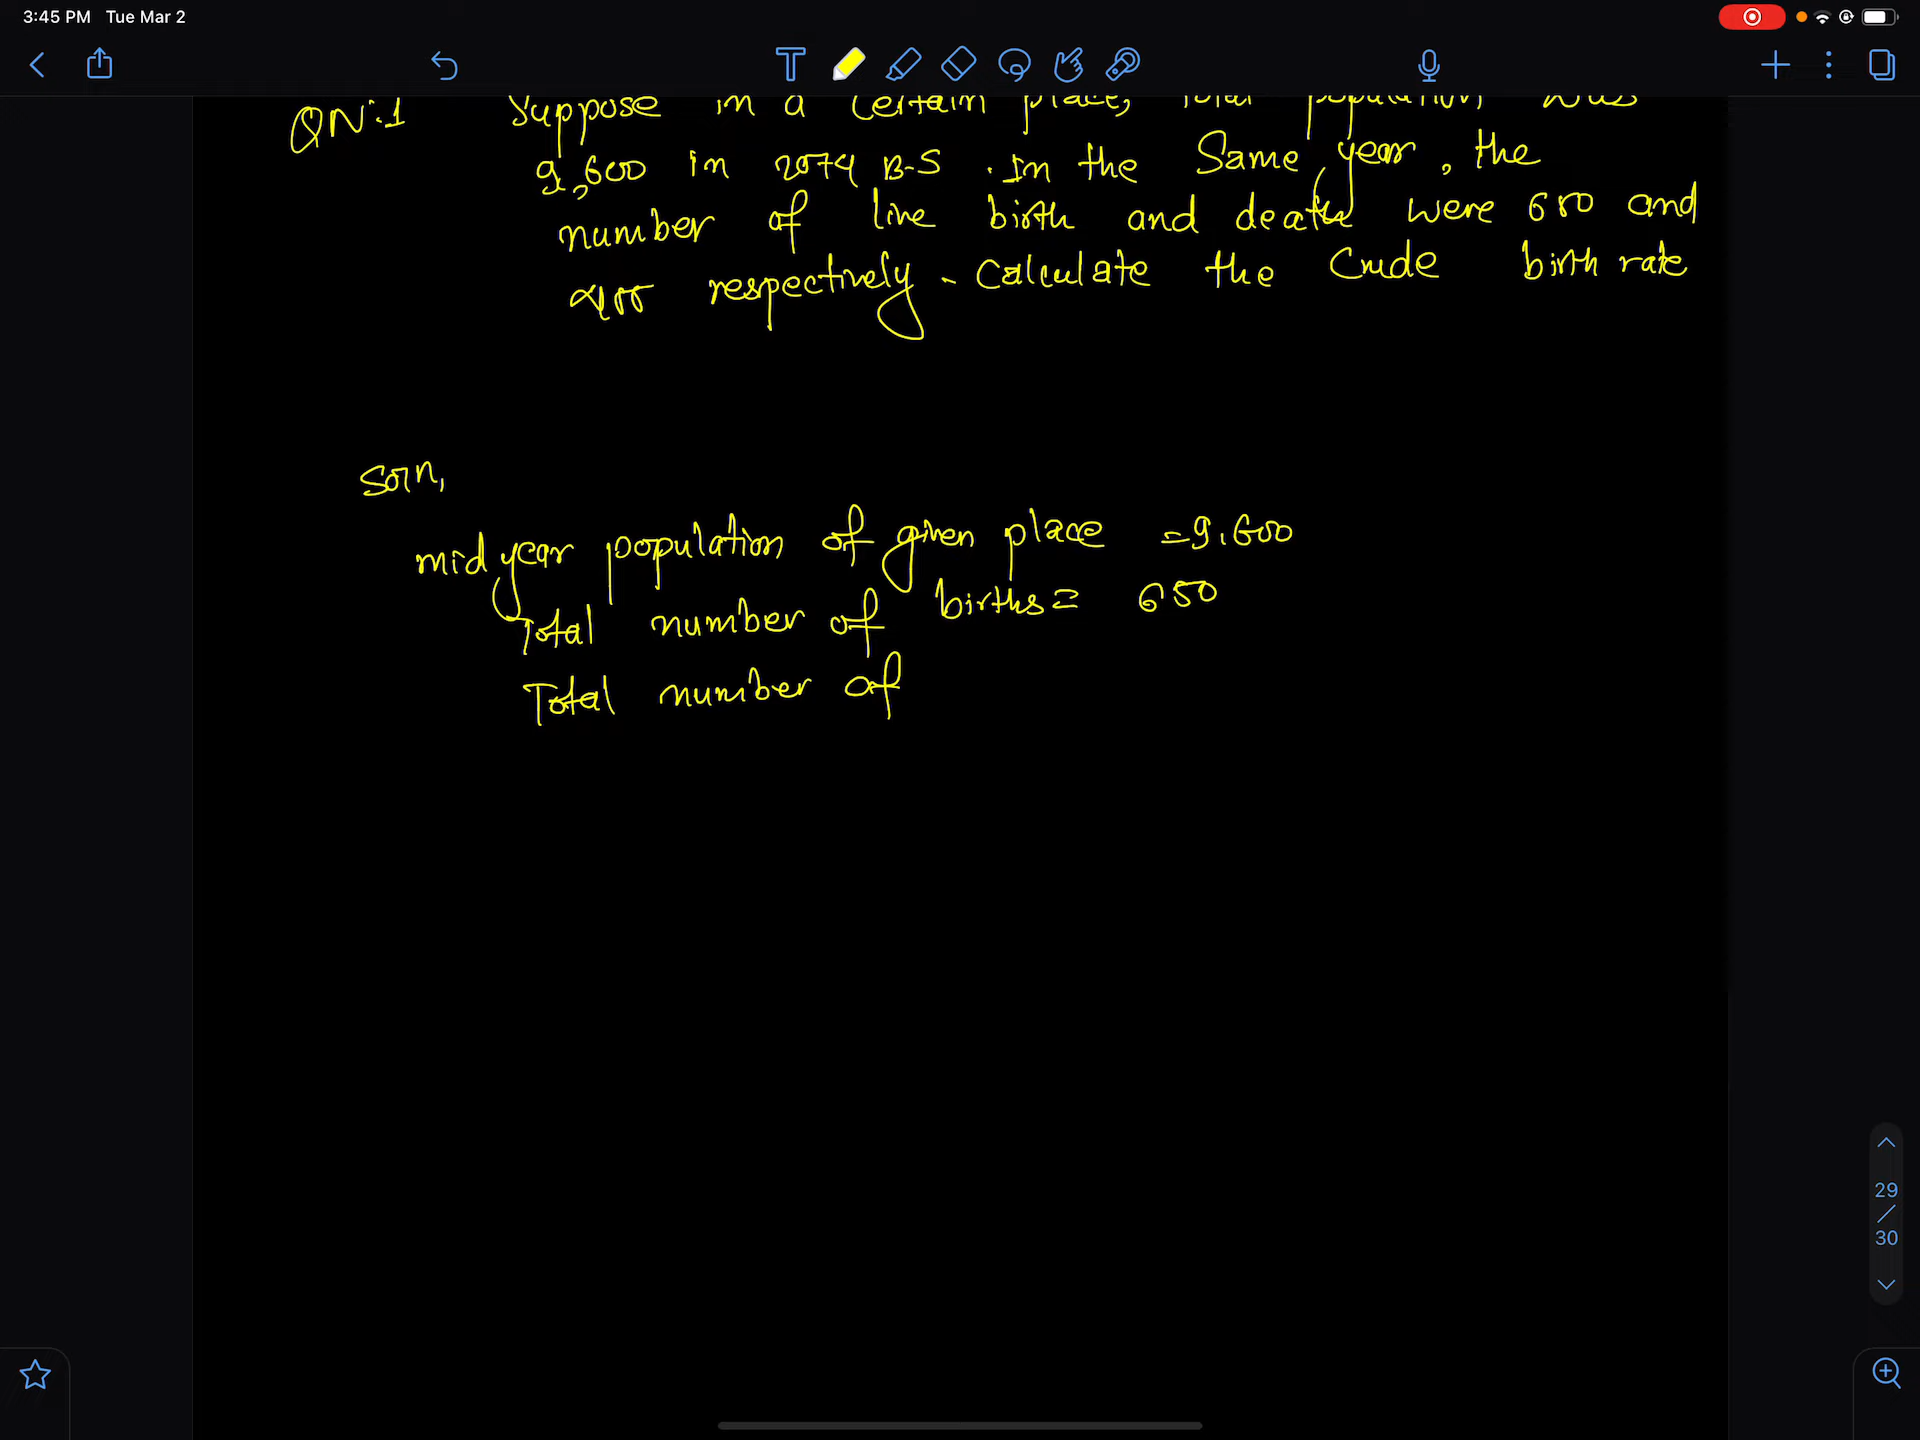 3:45 PM Tue Mar 2
QN:1 Suppose in a certain place, total population was
9,600 in 2074 B.S . In the Same year, the
number of live birth and death were 650 and
400 respectively. Calculate the Crude birth rate
Soln,
mid year population of given place = 9,600
Total number of births = 650
Total number of
29
/
30